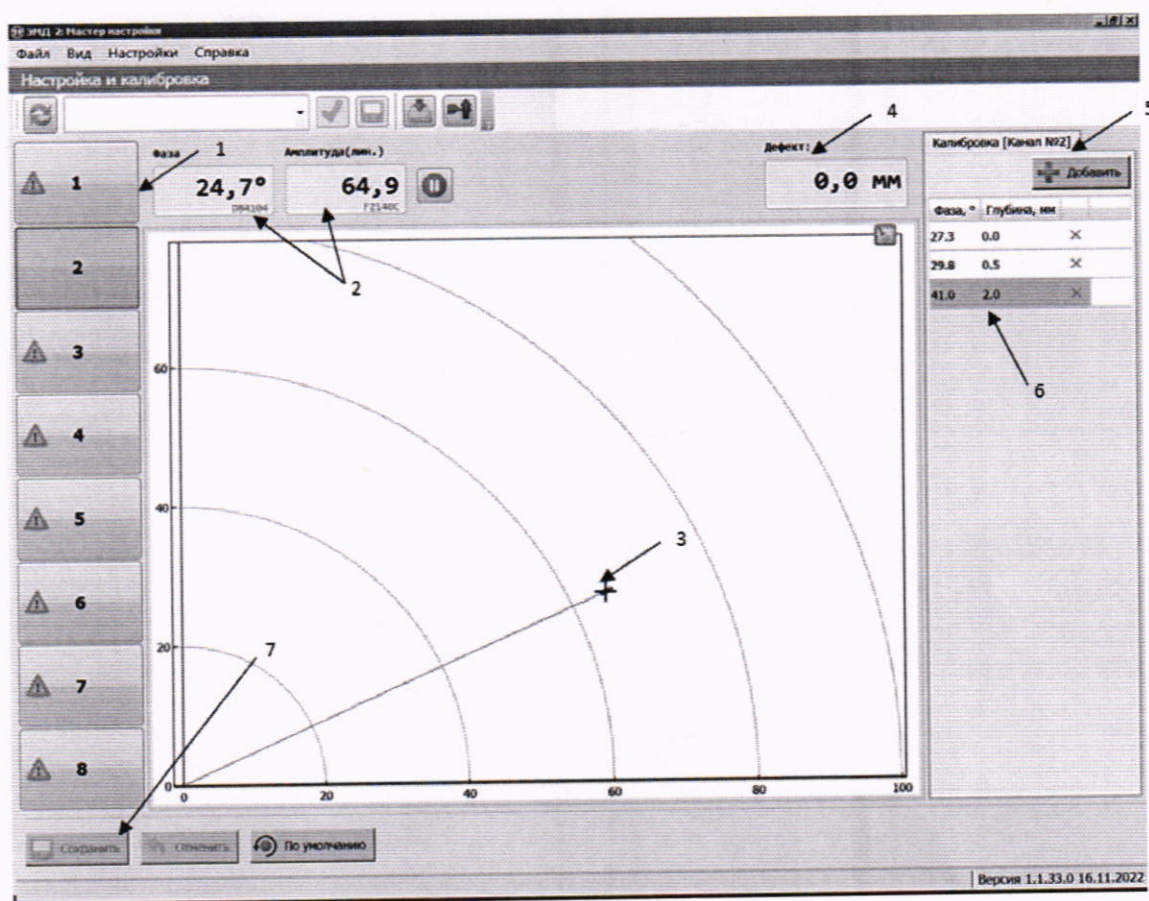 ЭМД-2: Мастер настройки
Файл Вид Настройки Справка
Настройка и калибровка
4
5
Фаза 1 Амплитуда(лин.)
Дефект:
Калибровка [Канал №2]
24,7°
64,9
0,0 мм
Добавить
F2140C
Фаза, ° Глубина, мм
27.3 0.0
29.8 0.5
41.0 2.0
1
2
3
4
5
6
7
8
2
3
6
7
60
40
20
0
0 20 40 60 80 100
Сохранить Отменить По умолчанию
Версия 1.1.33.0 16.11.2022